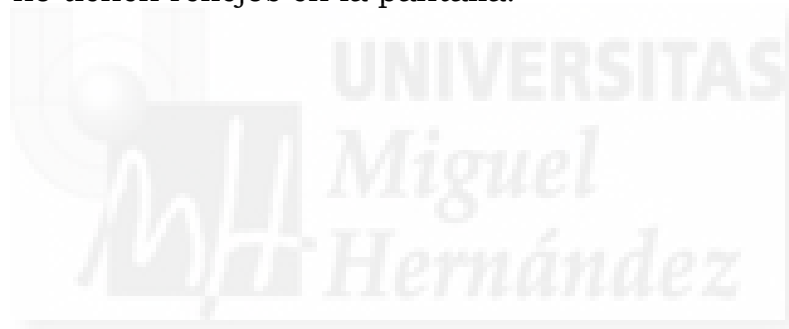 no tienen reflejos en la pantalla.
UNIVERSITAS
Miguel
Hernández